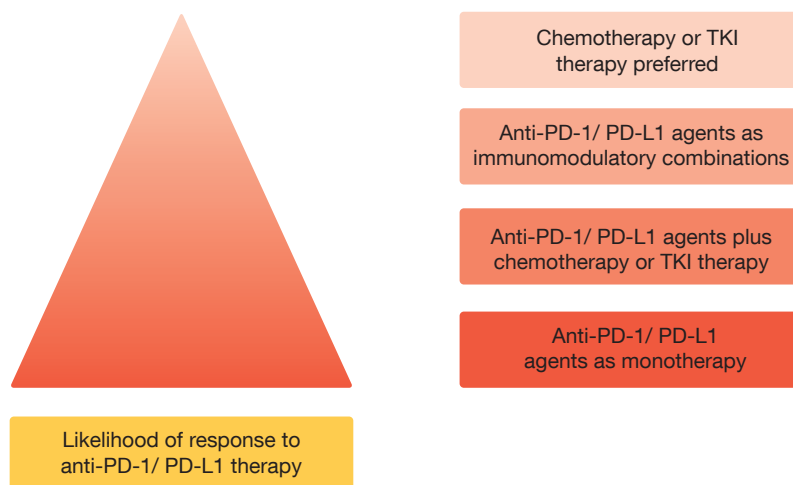 Chemotherapy or TKI
therapy preferred
Anti-PD-1/ PD-L1 agents as
immunomodulatory combinations
Anti-PD-1/ PD-L1 agents plus
chemotherapy or TKI therapy
Anti-PD-1/ PD-L1
agents as monotherapy
Likelihood of response to
anti-PD-1/ PD-L1 therapy